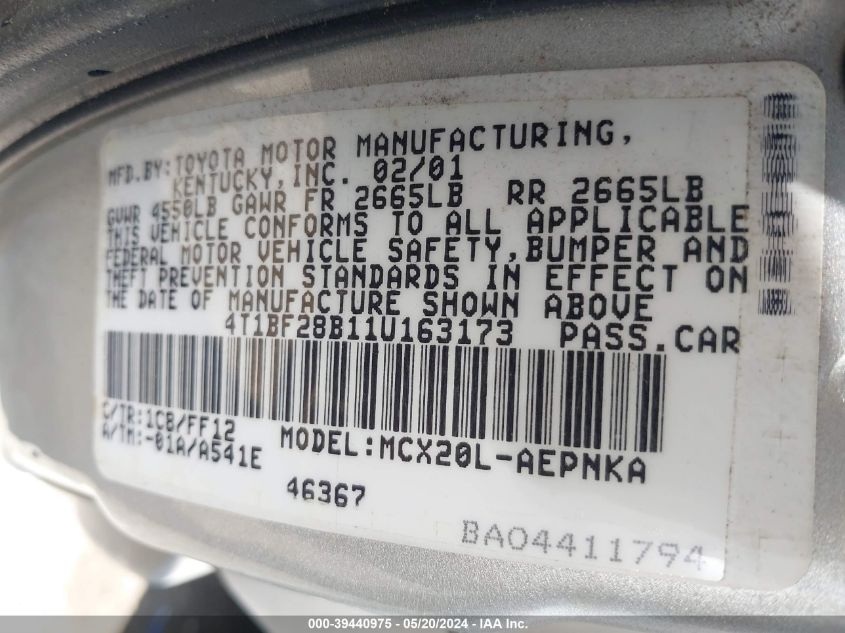 MFD.BY:TOYOTA MOTOR MANUFACTURING,
KENTUCKY,INC. 02/01
GVWR 4550LB GAWR FR 2665LB RR 2665LB
THIS VEHICLE CONFORMS TO ALL APPLICABLE
FEDERAL MOTOR VEHICLE SAFETY,BUMPER AND
THEFT PREVENTION STANDARDS IN EFFECT ON
THE DATE OF MANUFACTURE SHOWN ABOVE
4T1BF28B11U163173 PASS.CAR
C/TR:1CB/FF12
A/TM:-01A/A541E
MODEL:MCX20L-AEPNKA
46367
BA04411794
000-39440975 - 05/20/2024 - IAA Inc.